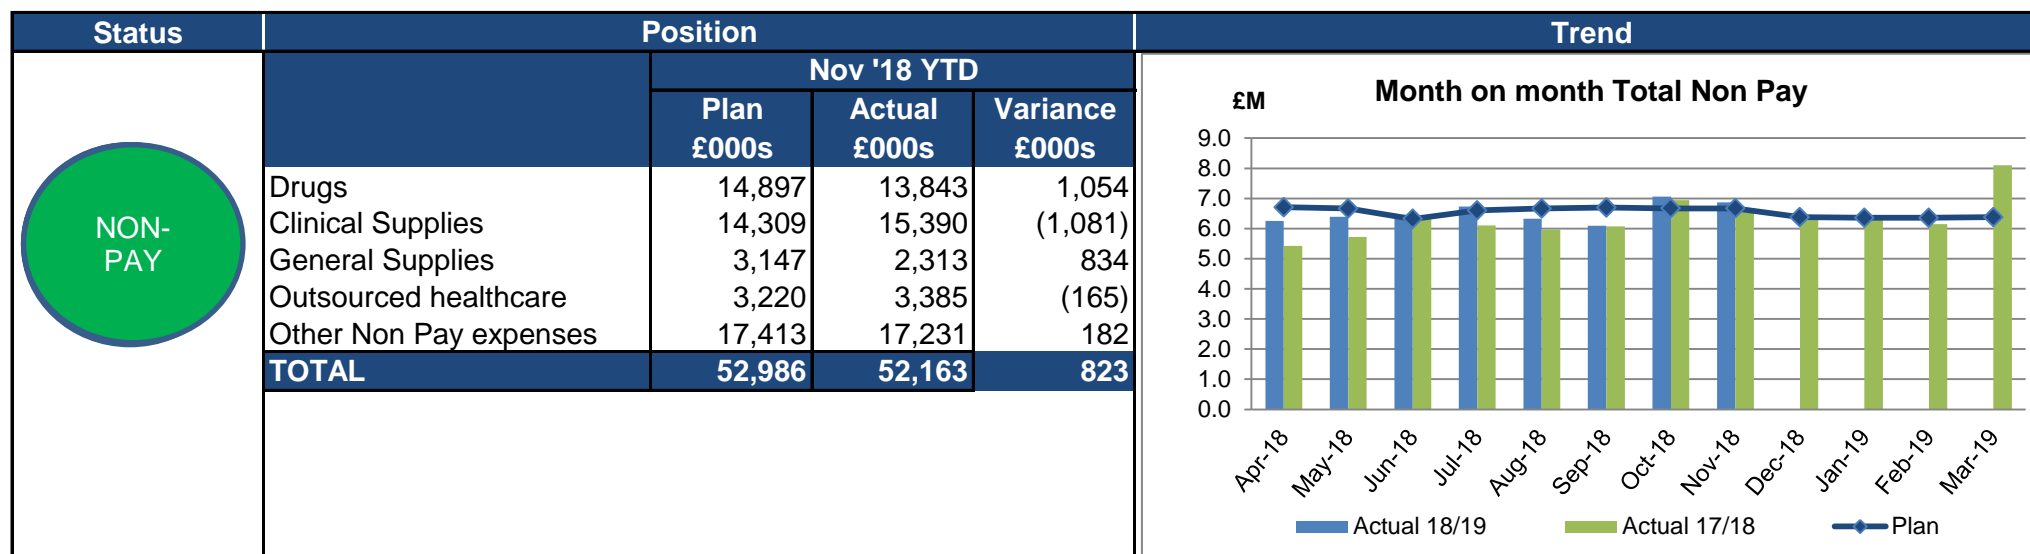 Status Position Trend
NON-
PAY
Nov '18 YTD
Plan Actual Variance
£000s £000s £000s
Drugs 14,897 13,843 1,054
Clinical Supplies 14,309 15,390 (1,081)
General Supplies 3,147 2,313 834
Outsourced healthcare 3,220 3,385 (165)
Other Non Pay expenses 17,413 17,231 182
TOTAL 52,986 52,163 823
Month on month Total Non Pay
£M
9.0
8.0
7.0
6.0
5.0
4.0
3.0
2.0
1.0
0.0
Apr-18 May-18 Jun-18 Jul-18 Aug-18 Sep-18 Oct-18 Nov-18 Dec-18 Jan-19 Feb-19 Mar-19
Actual 18/19 Actual 17/18 Plan